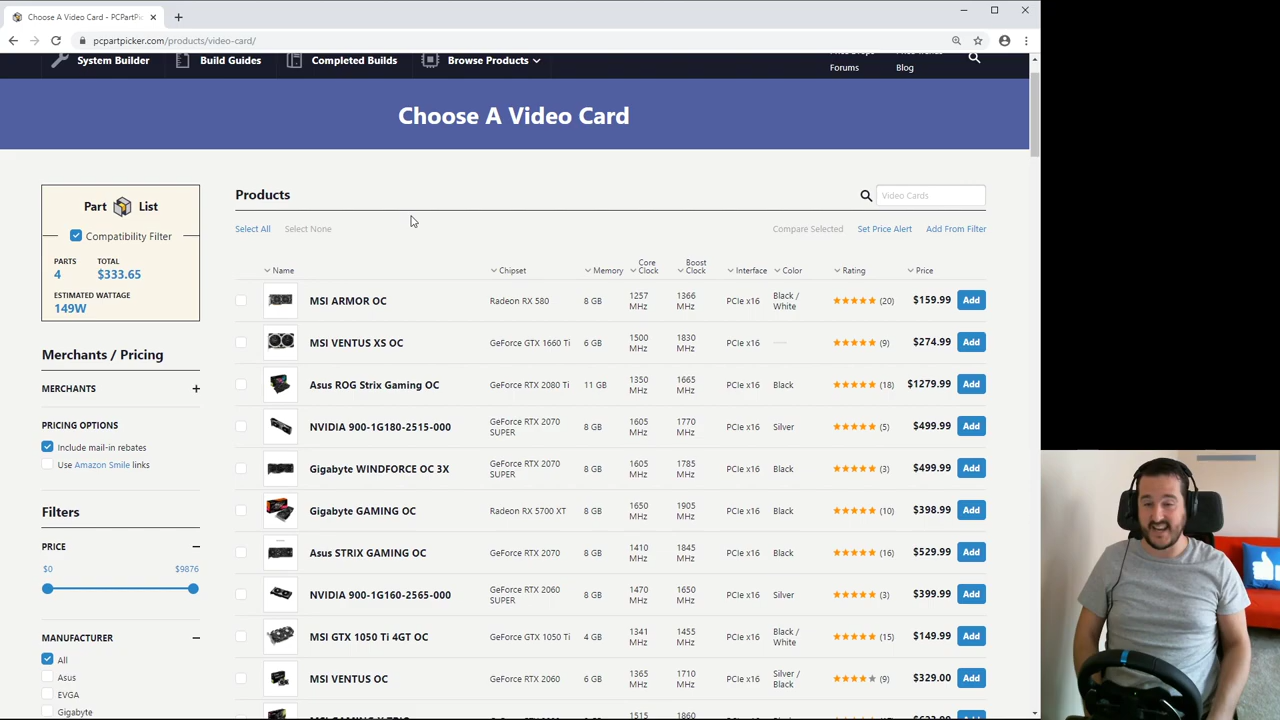 Choose A Video Card - PCPartPic
pcpartpicker.com/products/video-card/
System Builder Build Guides Completed Builds Browse Products
Forums Blog
Choose A Video Card
Part List
Compatibility Filter
PARTS TOTAL
4 $333.65
ESTIMATED WATTAGE
149W
Merchants / Pricing
MERCHANTS +
PRICING OPTIONS
Include mail-in rebates
Use Amazon Smile links
Filters
PRICE
$0 $9876
MANUFACTURER
All
Asus
EVGA
Gigabyte
Products
Video Cards
Select All Select None Compare Selected Set Price Alert Add From Filter
Name Chipset Memory Core Clock Boost Clock Interface Color Rating Price
MSI ARMOR OC Radeon RX 580 8 GB 1257 MHz 1366 MHz PCIe x16 Black / White (20) $159.99 Add
MSI VENTUS XS OC GeForce GTX 1660 Ti 6 GB 1500 MHz 1830 MHz PCIe x16 (9) $274.99 Add
Asus ROG Strix Gaming OC GeForce RTX 2080 Ti 11 GB 1350 MHz 1665 MHz PCIe x16 Black (18) $1279.99 Add
NVIDIA 900-1G180-2515-000 GeForce RTX 2070 SUPER 8 GB 1605 MHz 1770 MHz PCIe x16 Silver (5) $499.99 Add
Gigabyte WINDFORCE OC 3X GeForce RTX 2070 SUPER 8 GB 1605 MHz 1785 MHz PCIe x16 Black (3) $499.99 Add
Gigabyte GAMING OC Radeon RX 5700 XT 8 GB 1650 MHz 1905 MHz PCIe x16 Black (10) $398.99 Add
Asus STRIX GAMING OC GeForce RTX 2070 8 GB 1410 MHz 1845 MHz PCIe x16 Black (16) $529.99 Add
NVIDIA 900-1G160-2565-000 GeForce RTX 2060 SUPER 8 GB 1470 MHz 1650 MHz PCIe x16 Silver (3) $399.99 Add
MSI GTX 1050 Ti 4GT OC GeForce GTX 1050 Ti 4 GB 1341 MHz 1455 MHz PCIe x16 Black / White (15) $149.99 Add
MSI VENTUS OC GeForce RTX 2060 6 GB 1365 MHz 1710 MHz PCIe x16 Silver / Black (9) $329.00 Add
1515 1860